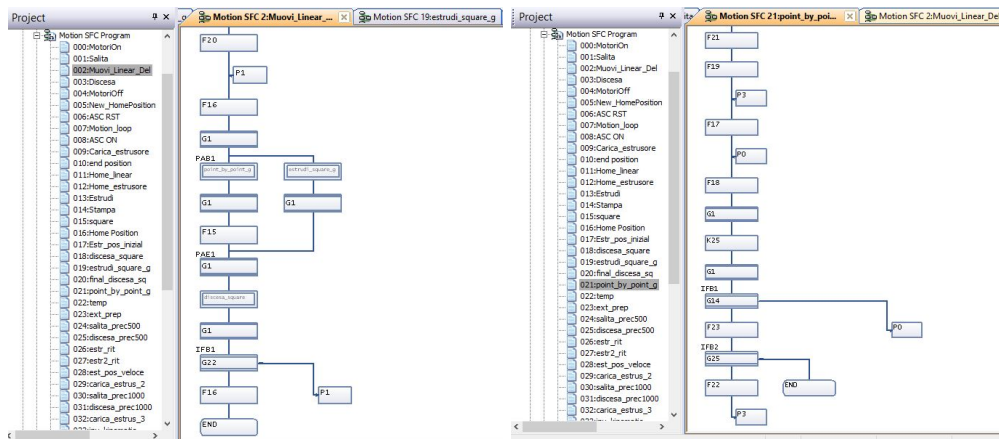 Project
Motion SFC 2:Muovi_Linear_...
Motion SFC 19:estrudi_square_g
Motion SFC Program
000:MotoriOn
001:Salita
002:Muovi_Linear_Del
003:Discesa
004:MotoriOff
005:New_HomePosition
006:ASC RST
007:Motion_loop
008:ASC ON
009:Carica_estrusore
010:end position
011:Home_linear
012:Home_estrusore
013:Estrudi
014:Stampa
015:square
016:Home Position
017:Estr_pos_inizial
018:discesa_square
019:estrudi_square_g
020:final_discesa_sq
021:point_by_point_g
022:temp
023:ext_prep
024:salita_prec500
025:discesa_prec500
026:estr_rit
027:estr2_rit
028:est_pos_veloce
029:carica_estrus_2
030:salita_prec1000
031:discesa_prec1000
032:carica_estrus_3
F20
P1
F16
G1
PAB1
point_by_point_g
estrudi_square_g
G1
G1
F15
PAE1
G1
discesa_square
G1
IFB1
G22
F16
P1
END
Project
Motion SFC 21:point_by_poi...
Motion SFC 2:Muovi_Linear_Del
Motion SFC Program
000:MotoriOn
001:Salita
002:Muovi_Linear_Del
003:Discesa
004:MotoriOff
005:New_HomePosition
006:ASC RST
007:Motion_loop
008:ASC ON
009:Carica_estrusore
010:end position
011:Home_linear
012:Home_estrusore
013:Estrudi
014:Stampa
015:square
016:Home Position
017:Estr_pos_inizial
018:discesa_square
019:estrudi_square_g
020:final_discesa_sq
021:point_by_point_g
022:temp
023:ext_prep
024:salita_prec500
025:discesa_prec500
026:estr_rit
027:estr2_rit
028:est_pos_veloce
029:carica_estrus_2
030:salita_prec1000
031:discesa_prec1000
032:carica_estrus_3
F21
F19
P3
F17
P0
F18
G1
K25
G1
IFB1
G14
F23
P0
IFB2
G25
F22
END
P3